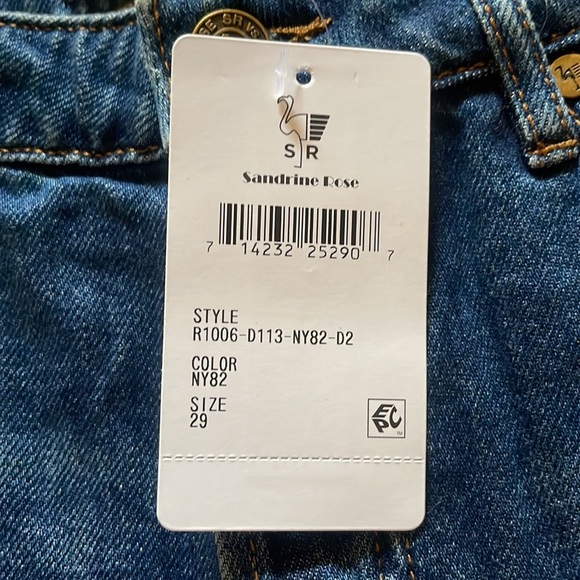 SR
Sandrine Rose
7 14232 25290 7
STYLE
R1006-D113-NY82-D2
COLOR
NY82
SIZE
29
EPC